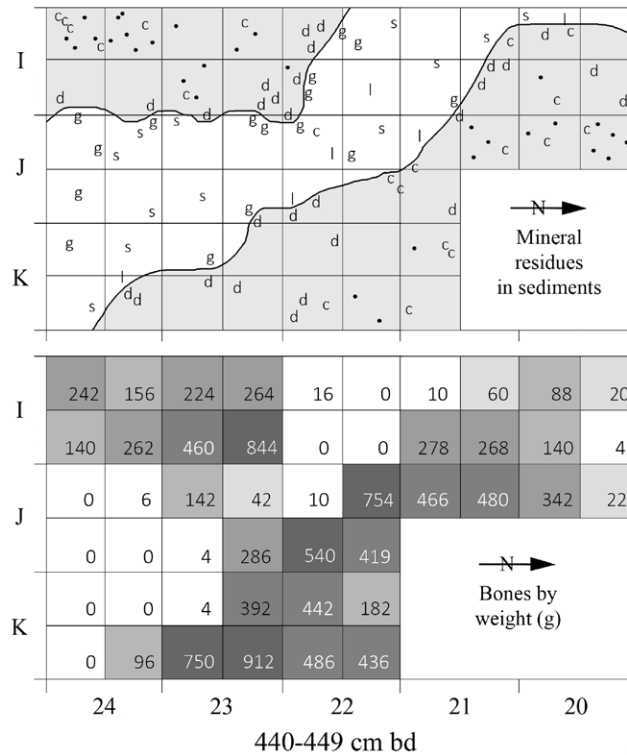 c c c c s s l
c c s c d c
I d g s d d
d c d d g l d
d d d d g g s g d
g g s g g c s l c c
J g s l g c
s s l d d c c N
g d d d Mineral
K g s g d c c residues
l d d d c c in sediments
s d d d
242 156 224 264 16 0 10 60 88 20
I
140 262 460 844 0 0 278 268 140 4
0 6 142 42 10 754 466 480 342 22
J
0 0 4 286 540 419 N
Bones by
0 0 4 392 442 182 weight (g)
K
0 96 750 912 486 436
24 23 22 21 20
440-449 cm bd